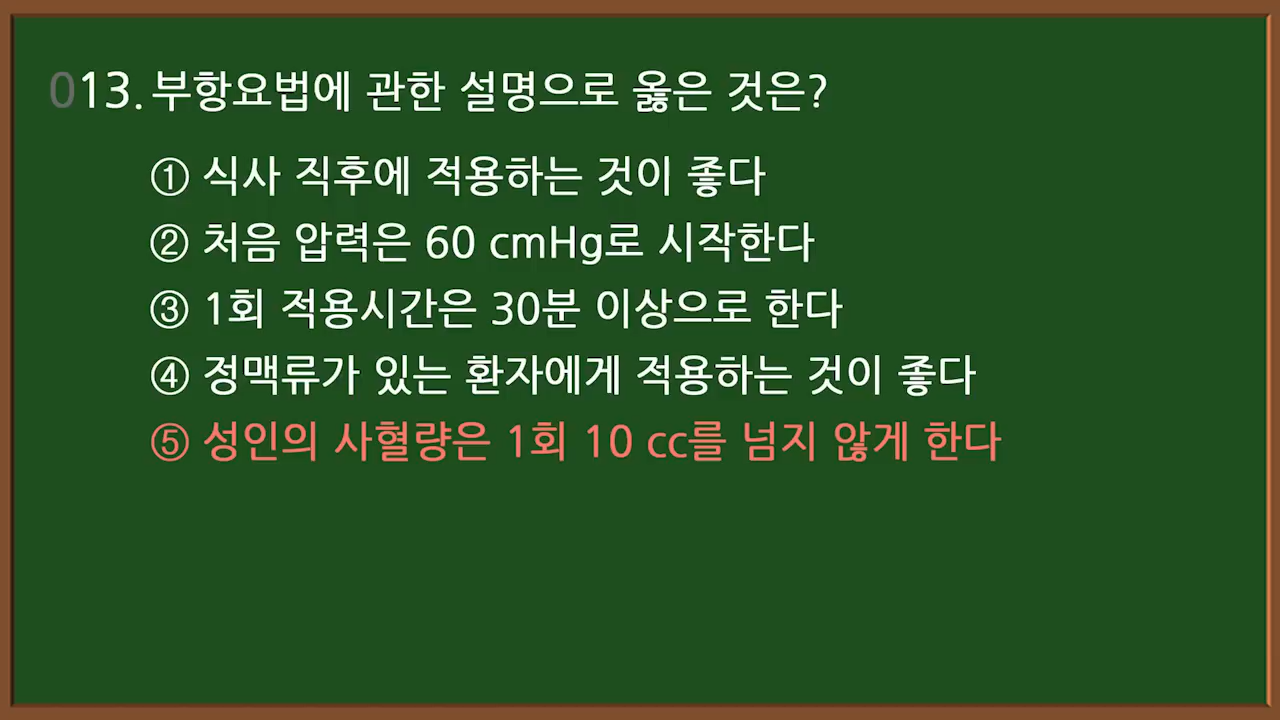 013. 부항요법에 관한 설명으로 옳은 것은?
① 식사 직후에 적용하는 것이 좋다
② 처음 압력은 60 cmHg로 시작한다
③ 1회 적용시간은 30분 이상으로 한다
④ 정맥류가 있는 환자에게 적용하는 것이 좋다
⑤ 성인의 사혈량은 1회 10 cc를 넘지 않게 한다